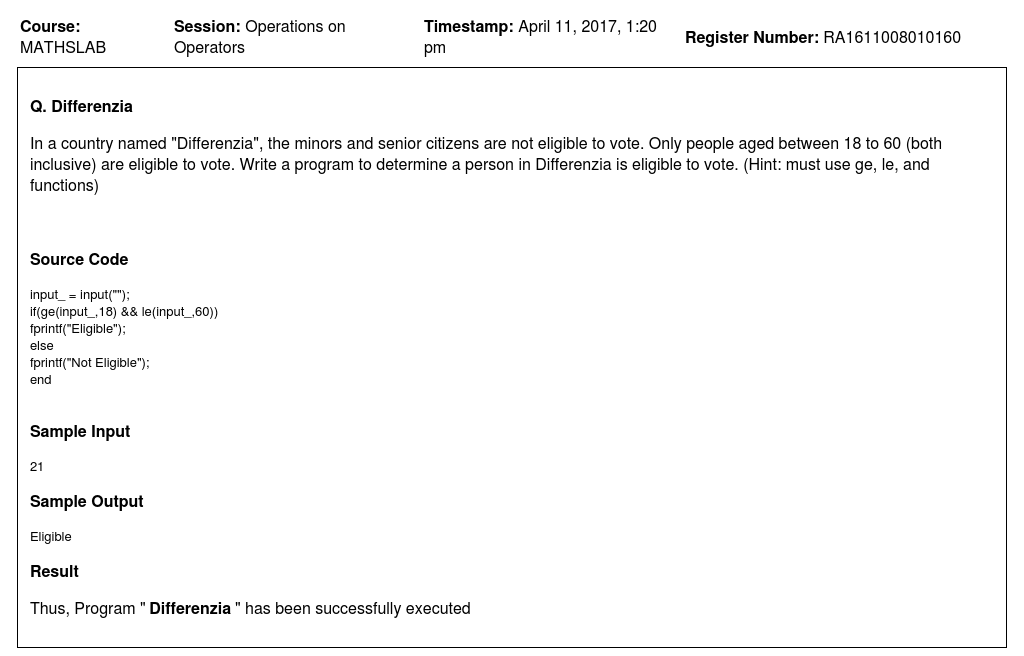 Course: MATHSLAB
Session: Operations on Operators
Timestamp: April 11, 2017, 1:20 pm
Register Number: RA1611008010160
Q. Differenzia
In a country named "Differenzia", the minors and senior citizens are not eligible to vote. Only people aged between 18 to 60 (both
inclusive) are eligible to vote. Write a program to determine a person in Differenzia is eligible to vote. (Hint: must use ge, le, and
functions)
Source Code
input_ = input("");
if(ge(input_,18) && le(input_,60))
fprintf("Eligible");
else
fprintf("Not Eligible");
end
Sample Input
21
Sample Output
Eligible
Result
Thus, Program " Differenzia " has been successfully executed